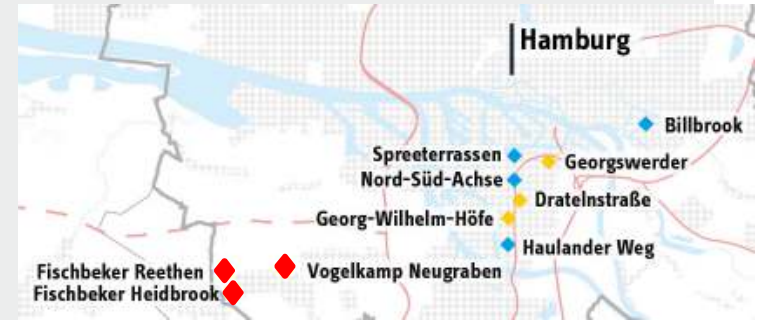 Hamburg
Billbrook
Spreeterrassen
Georgswerder
Nord-Süd-Achse
Dratelnstraße
Georg-Wilhelm-Höfe
Haulander Weg
Fischbeker Reethen
Vogelkamp Neugraben
Fischbeker Heidbrook